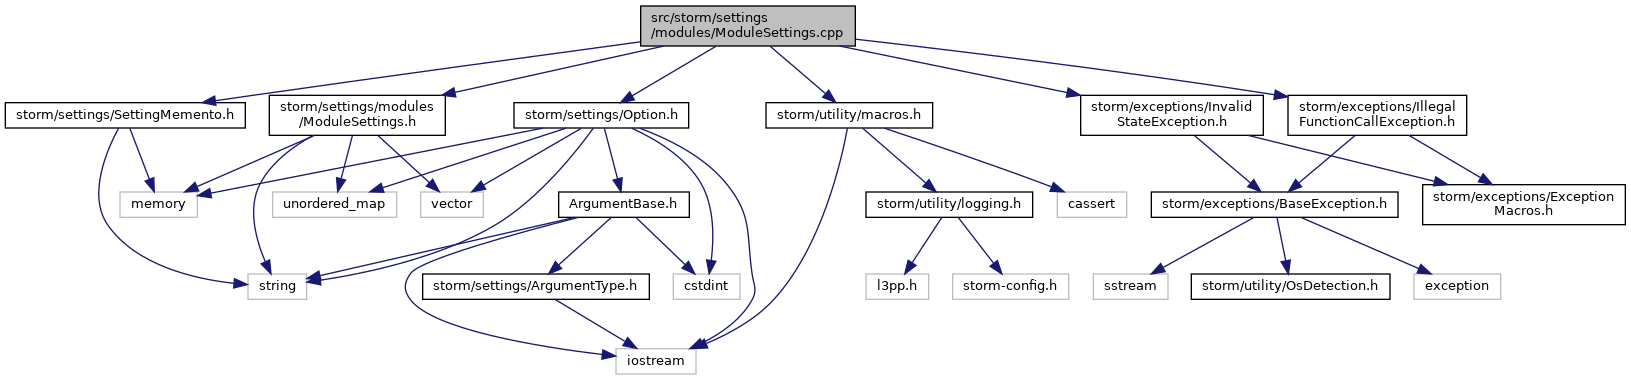 src/storm/settings
/modules/ModuleSettings.cpp
storm/settings/SettingMemento.h
storm/settings/modules
/ModuleSettings.h
storm/settings/Option.h
storm/utility/macros.h
storm/exceptions/Invalid
StateException.h
storm/exceptions/Illegal
FunctionCallException.h
memory
unordered_map
vector
ArgumentBase.h
storm/utility/logging.h
cassert
storm/exceptions/BaseException.h
storm/exceptions/Exception
Macros.h
string
storm/settings/ArgumentType.h
cstdint
l3pp.h
storm-config.h
sstream
storm/utility/OsDetection.h
exception
iostream